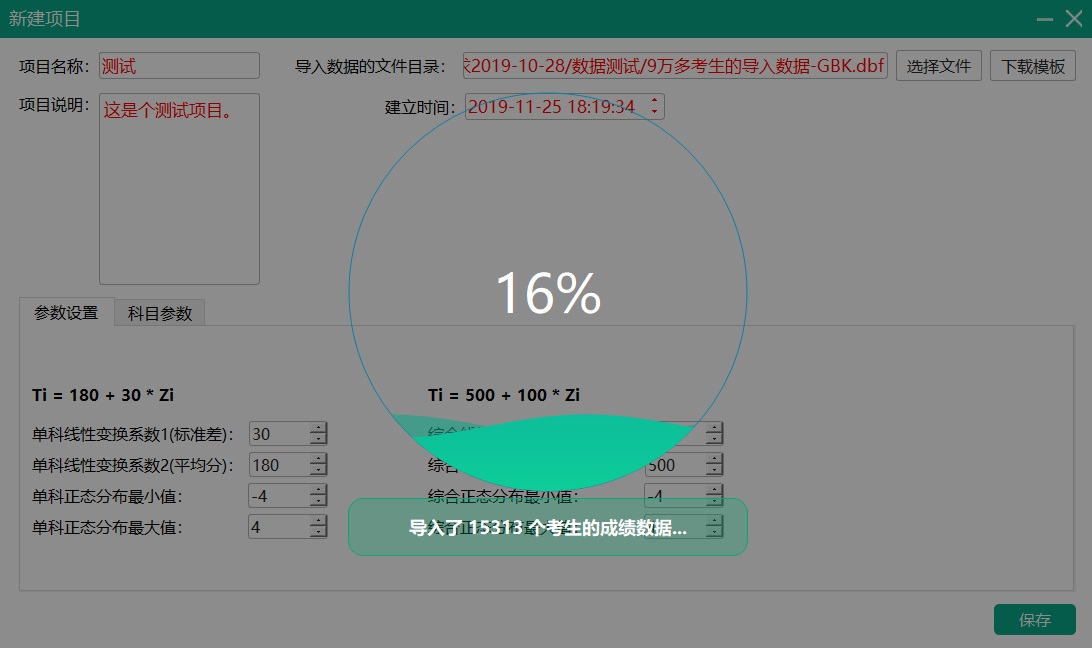 新建项目
项目名称： 测试 导入数据的文件目录： 2019-10-28/数据测试/9万多考生的导入数据-GBK.dbf 选择文件 下载模板
项目说明： 这是个测试项目。 建立时间： 2019-11-25 18:19:34
16%
参数设置 科目参数
Ti = 180 + 30 * Zi Ti = 500 + 100 * Zi
单科线性变换系数1(标准差)： 30
单科线性变换系数2(平均分)： 180 500
单科正态分布最小值： -4 综合正态分布最小值： -4
单科正态分布最大值： 4
导入了 15313 个考生的成绩数据...
保存